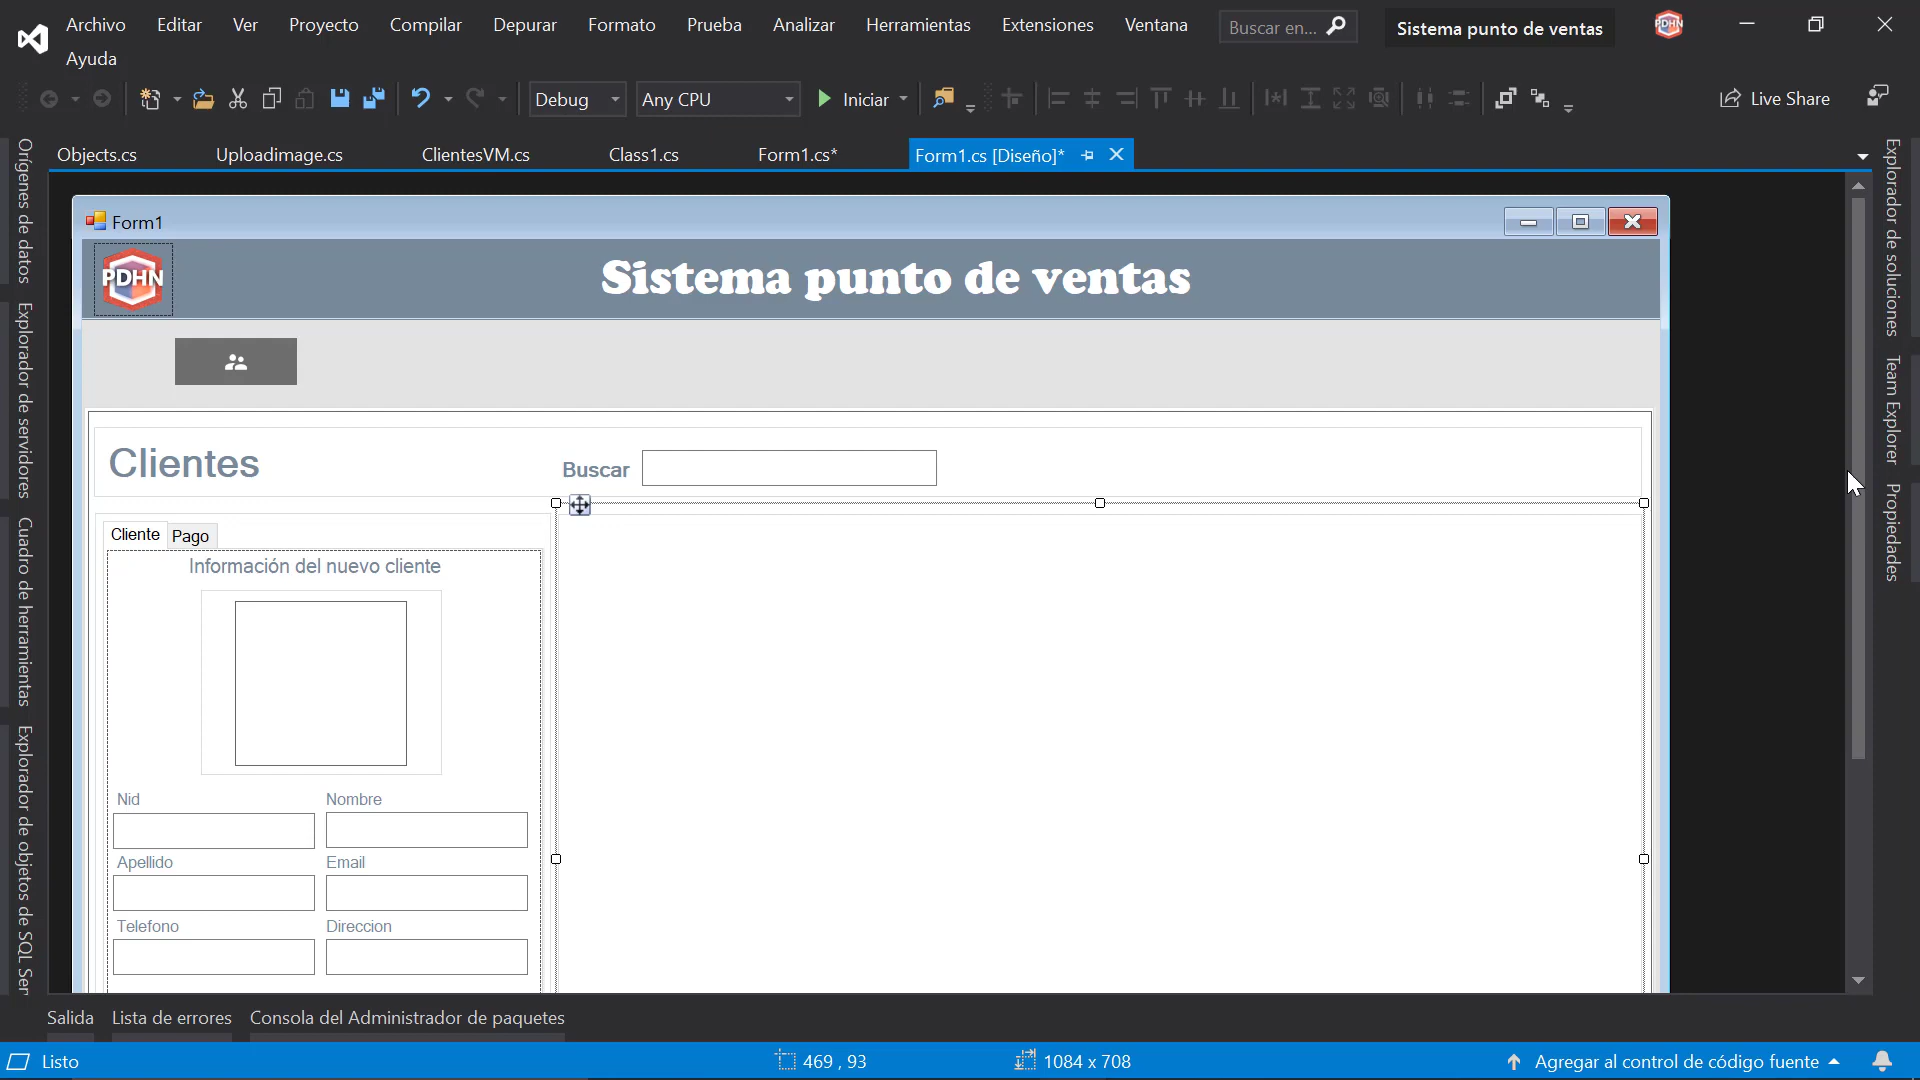 Archivo Editar Ver Proyecto Compilar Depurar Formato Prueba Analizar Herramientas Extensiones Ventana Buscar en... Sistema punto de ventas PDHN
Ayuda
Debug Any CPU Iniciar Live Share
Objects.cs Uploadimage.cs ClientesVM.cs Class1.cs Form1.cs* Form1.cs [Diseño]*
Orígenes de datos
Explorador de servidores
Cuadro de herramientas
Explorador de objetos de SQL Ser
Form1
PDHN Sistema punto de ventas
Clientes Buscar
Cliente Pago
Información del nuevo cliente
Nid Nombre
Apellido Email
Telefono Direccion
Explorador de soluciones
Team Explorer
Propiedades
Salida Lista de errores Consola del Administrador de paquetes
Listo 469 , 93 1084 x 708 Agregar al control de código fuente